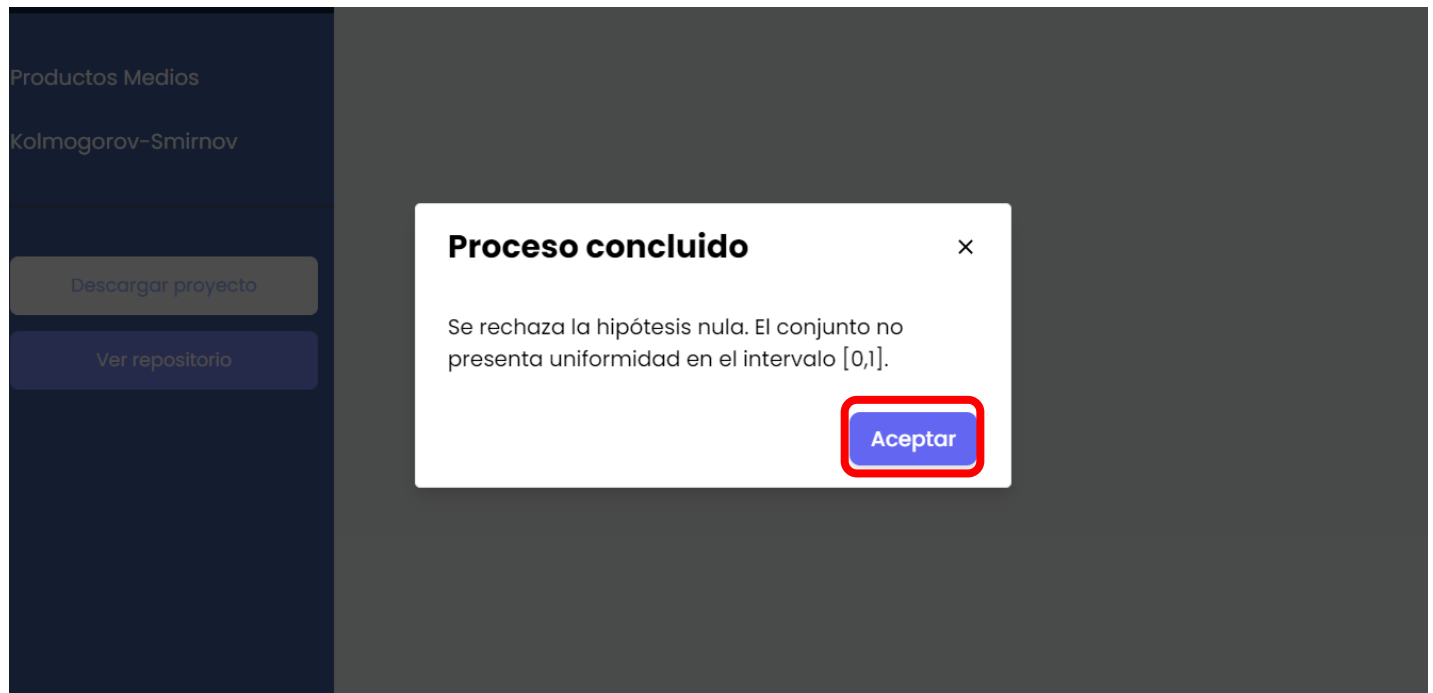 Productos Medios
Kolmogorov-Smirnov
Descargar proyecto
Ver repositorio
Proceso concluido
Se rechaza la hipótesis nula. El conjunto no
presenta uniformidad en el intervalo [0,1].
Aceptar